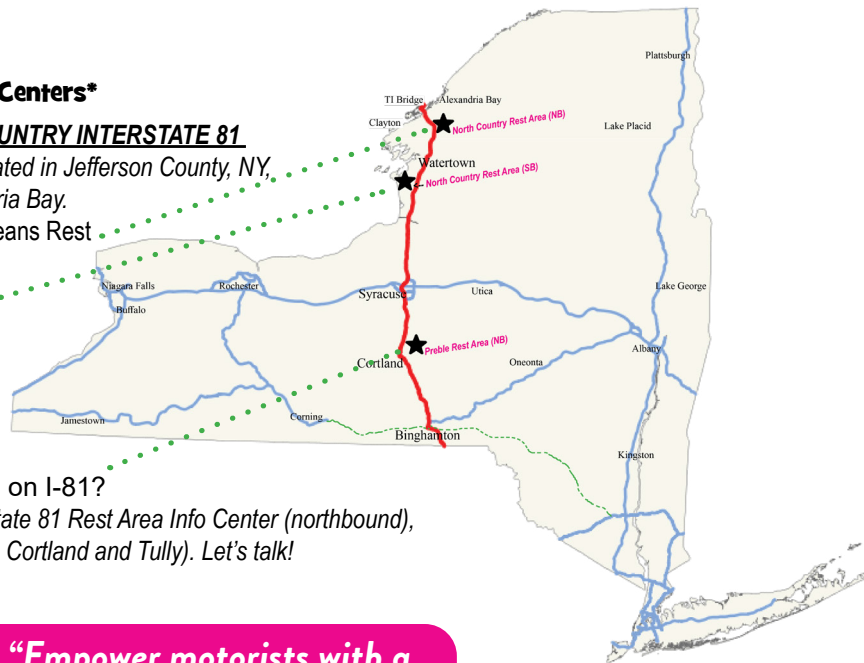 Centers*
UNTRY INTERSTATE 81
ated in Jefferson County, NY,
ria Bay.
eans Rest
on I-81?
tate 81 Rest Area Info Center (northbound),
Cortland and Tully). Let's talk!
"Empower motorists with a
Plattsburgh
TI Bridge
Alexandria Bay
Clayton
North Country Rest Area (NB)
Lake Placid
Watertown
North Country Rest Area (SB)
Niagara Falls
Rochester
Syracuse
Utica
Lake George
Buffalo
Preble Rest Area (NB)
Albany
Cortland
Oneonta
Jamestown
Corning
Binghamton
Kingston